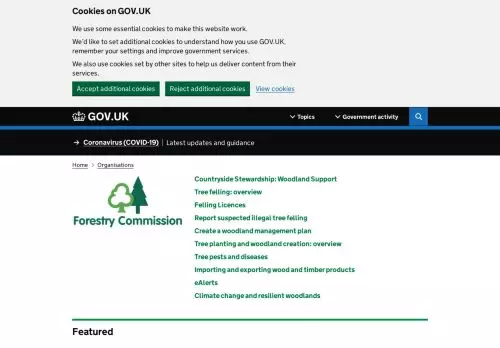 Cookies on GOV.UK
We use some essential cookies to make this website work.
We'd like to set additional cookies to understand how you use GOV.UK,
remember your settings and improve government services.
We also use cookies set by other sites to help us deliver content from their
services.
Accept additional cookies Reject additional cookies View cookies
GOV.UK Topics Government activity
→ Coronavirus (COVID-19) | Latest updates and guidance
Home > Organisations
Forestry Commission
Countryside Stewardship: Woodland Support
Tree felling: overview
Felling Licences
Report suspected illegal tree felling
Create a woodland management plan
Tree planting and woodland creation: overview
Tree pests and diseases
Importing and exporting wood and timber products
eAlerts
Climate change and resilient woodlands
Featured